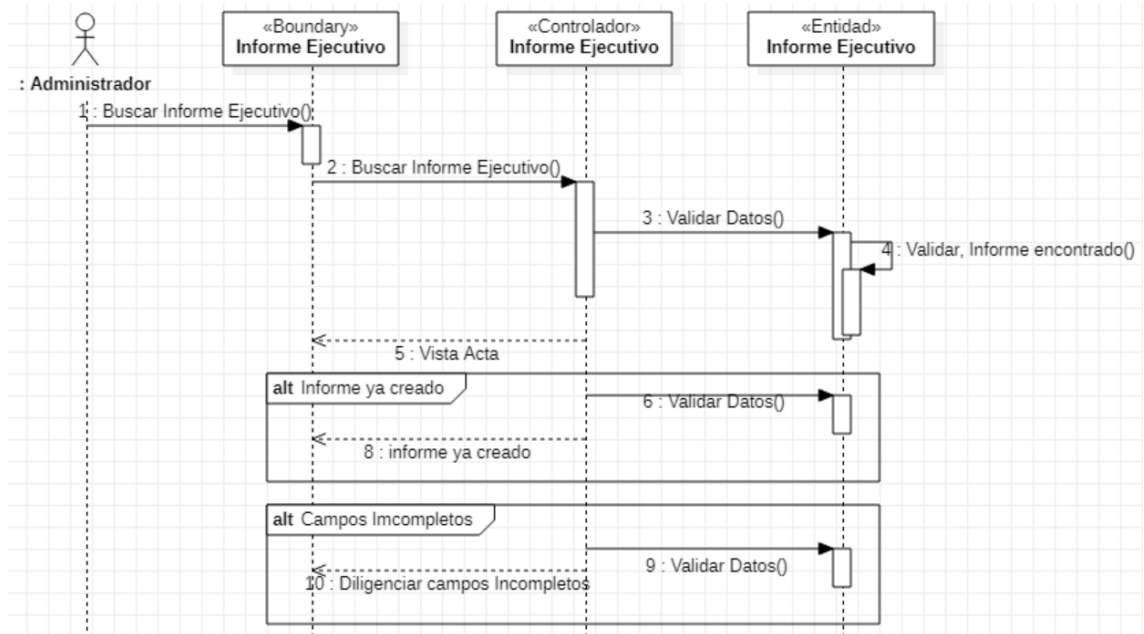 «Boundary»
Informe Ejecutivo
«Controlador»
Informe Ejecutivo
«Entidad»
Informe Ejecutivo
: Administrador
1 : Buscar Informe Ejecutivo()
2 : Buscar Informe Ejecutivo()
3 : Validar Datos()
4 : Validar, Informe encontrado()
5 : Vista Acta
alt Informe ya creado
6 : Validar Datos()
8 : informe ya creado
alt Campos Imcompletos
9 : Validar Datos()
10 : Diligenciar campos Incompletos